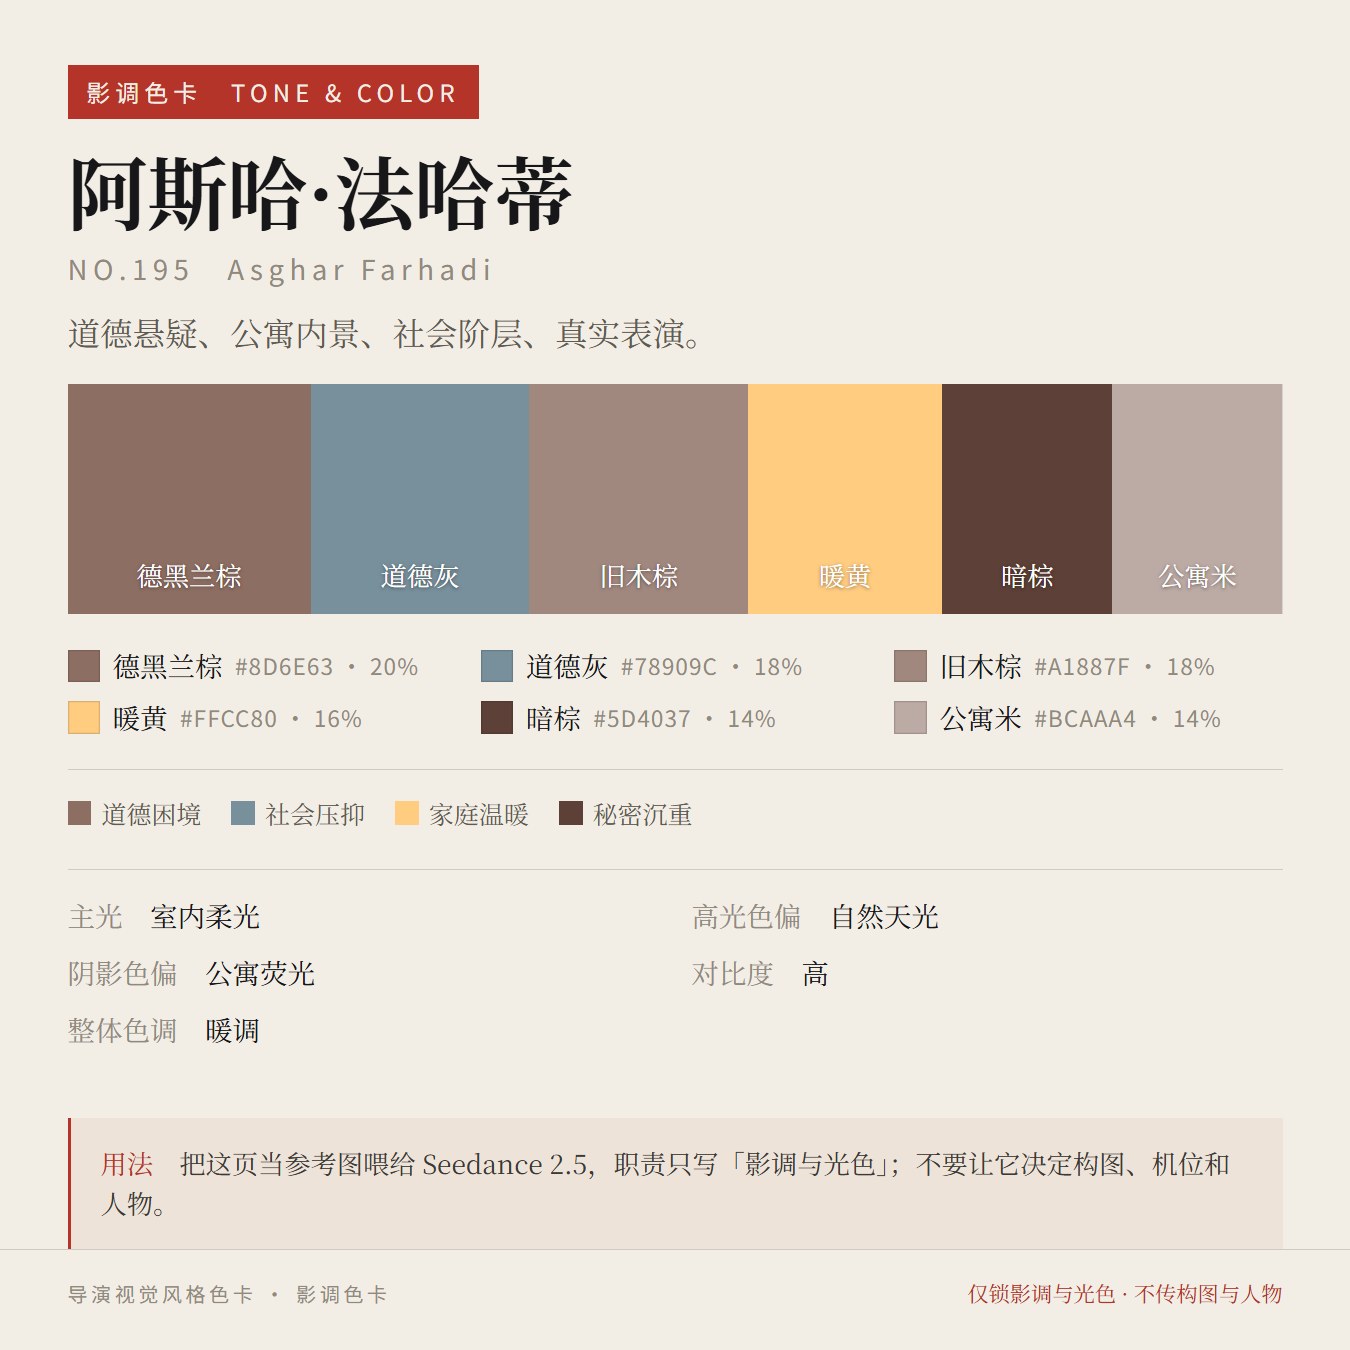 影调色卡 TONE & COLOR
阿斯哈·法哈蒂
NO.195 Asghar Farhadi
道德悬疑、公寓内景、社会阶层、真实表演。
德黑兰棕 道德灰 旧木棕 暖黄 暗棕 公寓米
德黑兰棕 #8D6E63 · 20% 道德灰 #78909C · 18% 旧木棕 #A1887F · 18%
暖黄 #FFCC80 · 16% 暗棕 #5D4037 · 14% 公寓米 #BCAAA4 · 14%
道德困境 社会压抑 家庭温暖 秘密沉重
主光 室内柔光 高光色偏 自然天光
阴影色偏 公寓荧光 对比度 高
整体色调 暖调
用法 把这页当参考图喂给 Seedance 2.5，职责只写「影调与光色」；不要让它决定构图、机位和
人物。
导演视觉风格色卡 · 影调色卡 仅锁影调与光色 · 不传构图与人物